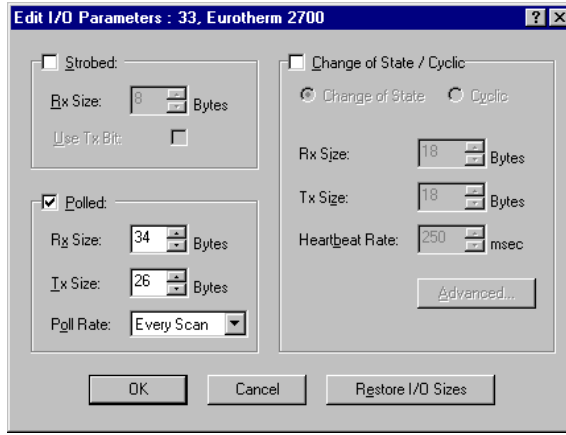 Edit I/O Parameters : 33, Eurotherm 2700
Strobed:
Rx Size: 8 Bytes
Use Tx Bit:
Polled:
Rx Size: 34 Bytes
Tx Size: 26 Bytes
Poll Rate: Every Scan
Change of State / Cyclic
Change of State Cyclic
Rx Size: 18 Bytes
Tx Size: 18 Bytes
Heartbeat Rate: 250 msec
Advanced...
OK Cancel Restore I/O Sizes